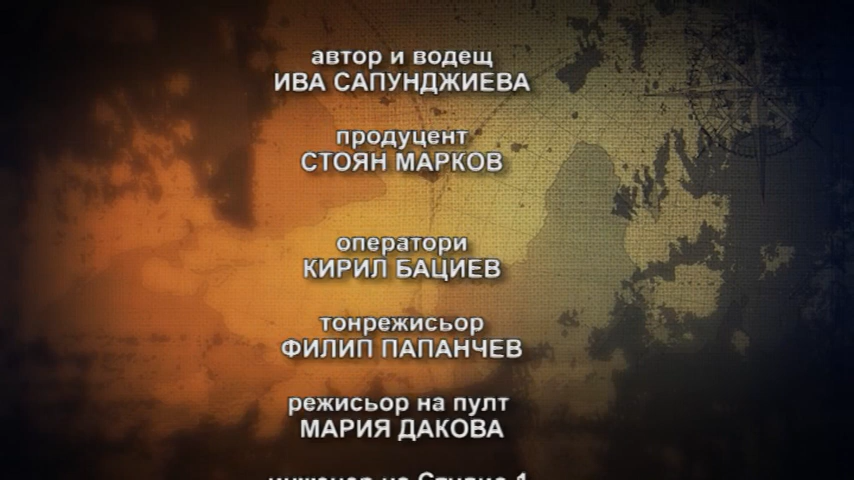 автор и водещ
ИВА САПУНДЖИЕВА
продуцент
СТОЯН МАРКОВ
оператори
КИРИЛ БАЦИЕВ
тонрежисьор
ФИЛИП ПАПАНЧЕВ
режисьор на пулт
МАРИЯ ДАКОВА